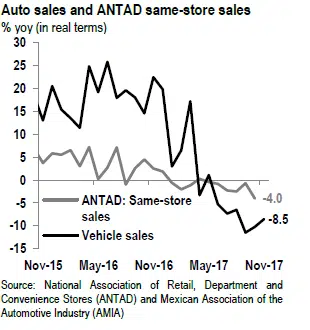 Auto sales and ANTAD same-store sales
% yoy (in real terms)
30
25
20
15
10
5
0
-5
-10
-15
ANTAD: Same-store
sales
Vehicle sales
-4.0
-8.5
Nov-15
May-16
Nov-16
May-17
Nov-17
Source: National Association of Retail, Department and
Convenience Stores (ANTAD) and Mexican Association of the
Automotive Industry (AMIA)